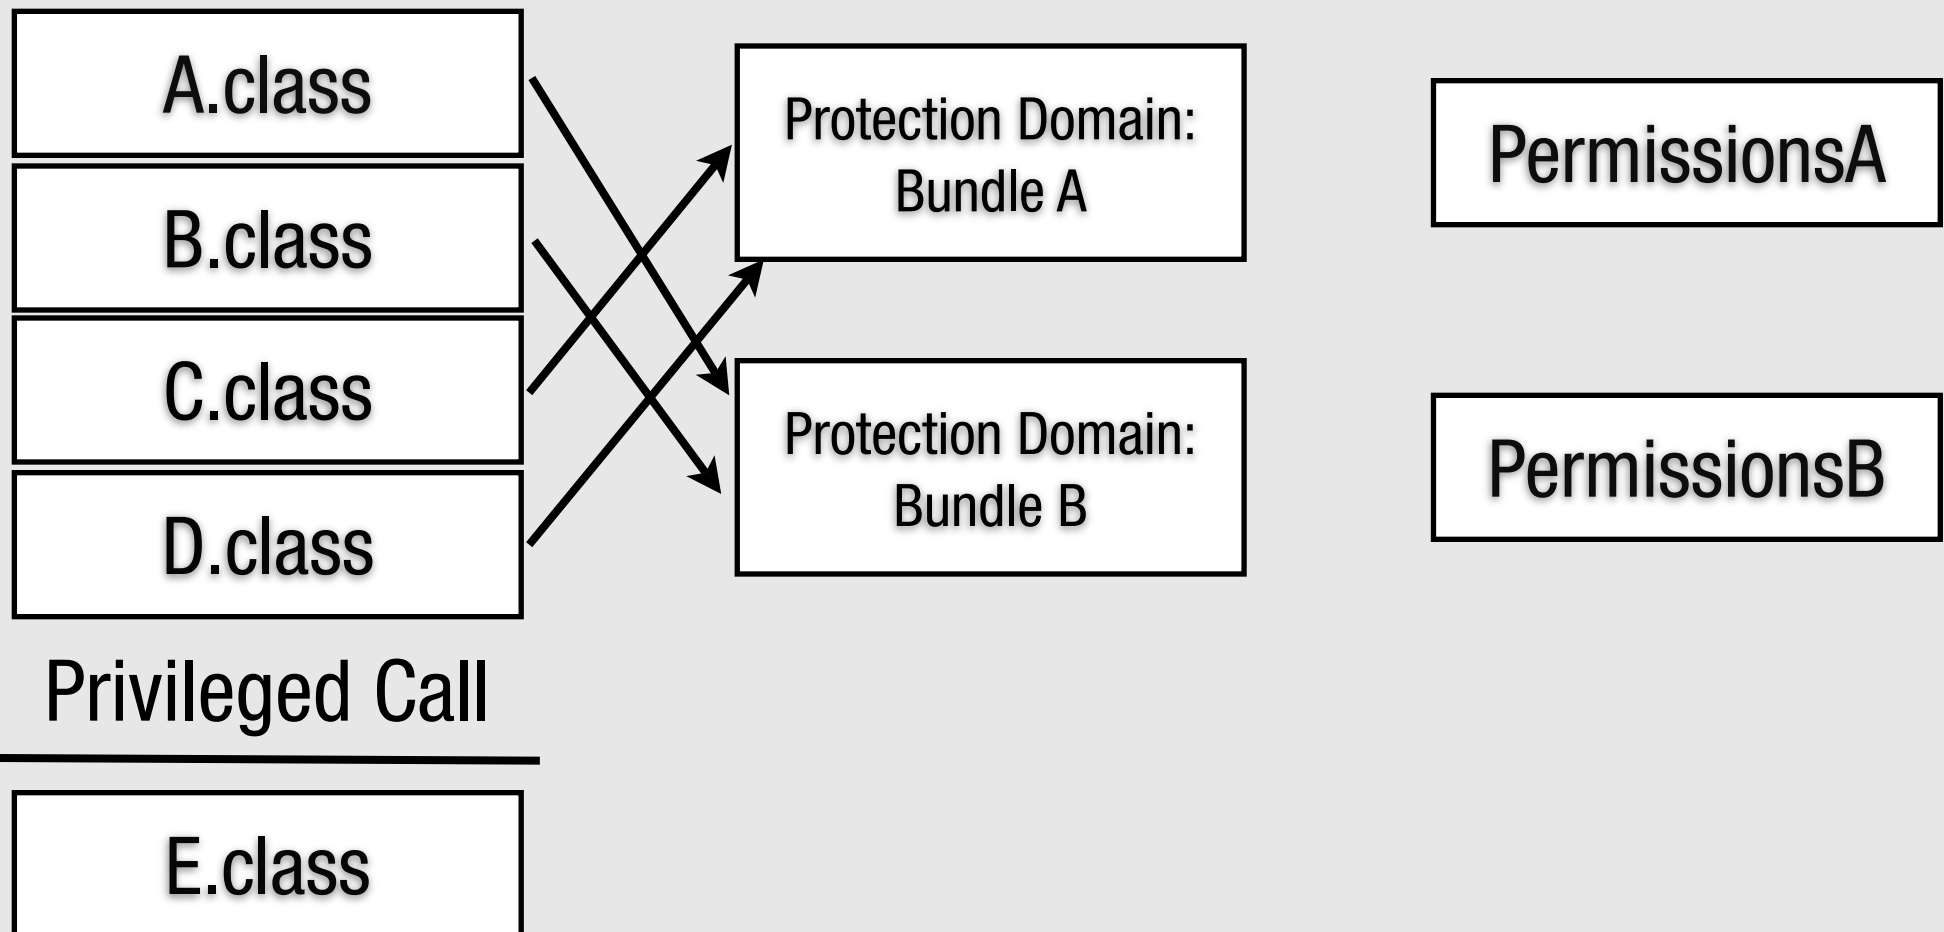 A.class
B.class
C.class
D.class
Privileged Call
E.class
Protection Domain:
Bundle A
Protection Domain:
Bundle B
PermissionsA
PermissionsB